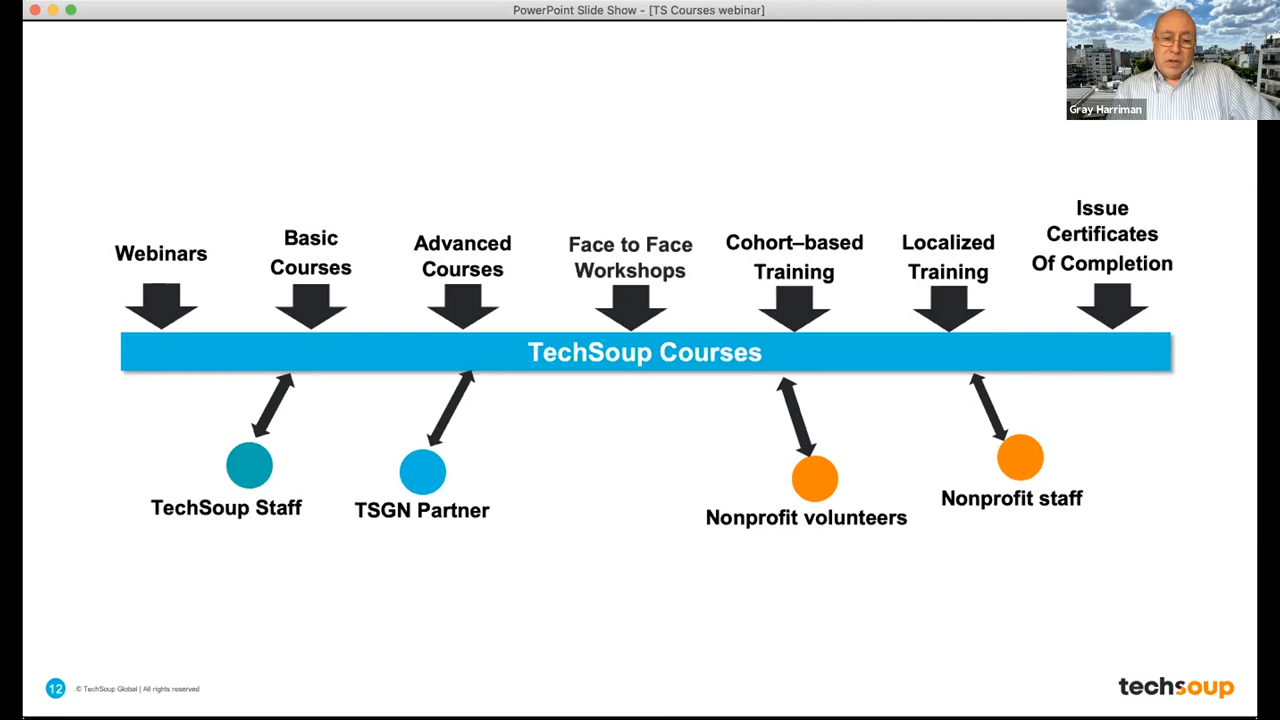 PowerPoint Slide Show - [TS Courses webinar]
Gray Harriman
Webinars
Basic
Courses
Advanced
Courses
Face to Face
Workshops
Cohort–based
Training
Localized
Training
Issue
Certificates
Of Completion
TechSoup Courses
TechSoup Staff
TSGN Partner
Nonprofit volunteers
Nonprofit staff
12
. © TechSoup Global | All rights reserved
techsoup